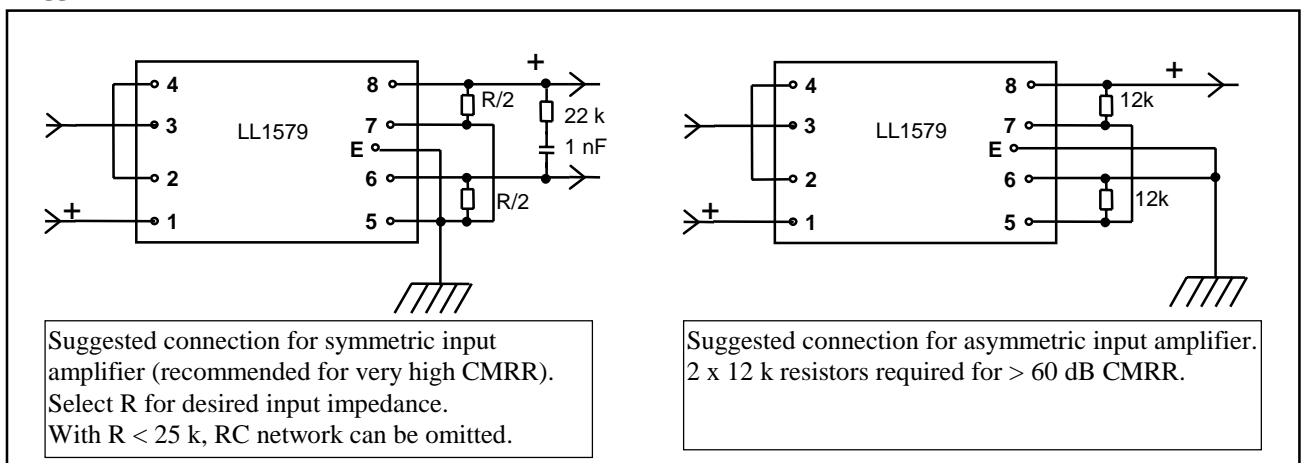 +
4
8
R/2
22 k
3
LL1579
7
1 nF
E
2
6
R/2
+
1
5
Suggested connection for symmetric input
amplifier (recommended for very high CMRR).
Select R for desired input impedance.
With R < 25 k, RC network can be omitted.
+
4
8
12k
3
LL1579
7
E
2
6
12k
+
1
5
Suggested connection for asymmetric input amplifier.
2 x 12 k resistors required for > 60 dB CMRR.